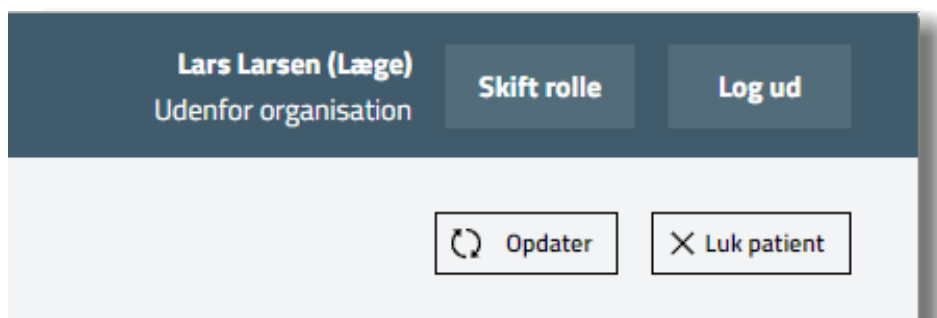 Lars Larsen (Læge)
Udenfor organisation
Skift rolle
Log ud
Opdater
Luk patient